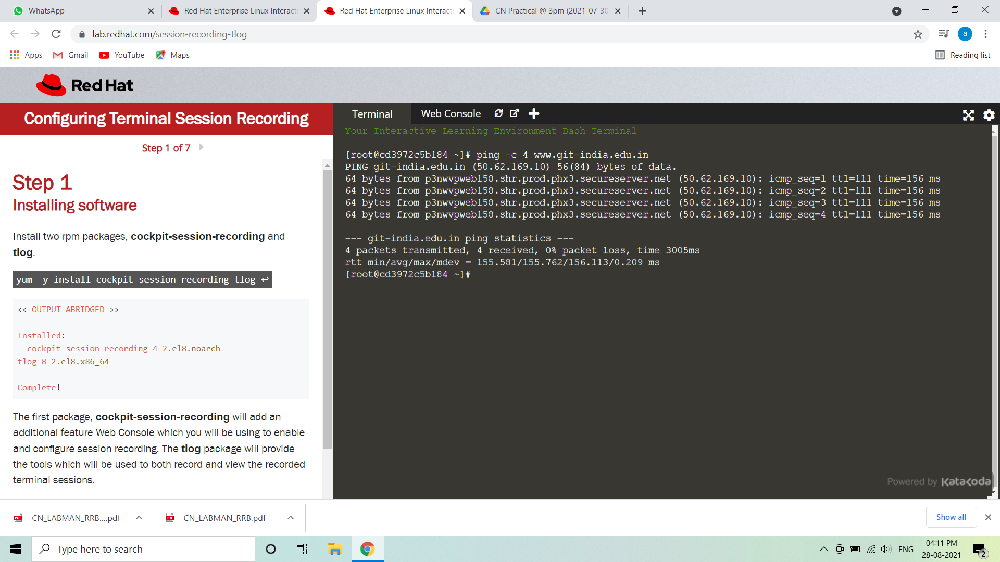 WhatsApp
Red Hat Enterprise Linux Interacti
Red Hat Enterprise Linux Interacti
CN Practical @ 3pm (2021-07-30
lab.redhat.com/session-recording-tlog
a
Apps
Gmail
YouTube
Maps
Reading list
Red Hat
Configuring Terminal Session Recording
Step 1 of 7
Step 1
Installing software
Install two rpm packages, cockpit-session-recording and
tlog.
yum -y install cockpit-session-recording tlog ↩
<< OUTPUT ABRIDGED >>
Installed:
cockpit-session-recording-4-2.el8.noarch
tlog-8-2.el8.x86_64
Complete!
The first package, cockpit-session-recording will add an
additional feature Web Console which you will be using to enable
and configure session recording. The tlog package will provide
the tools which will be used to both record and view the recorded
terminal sessions.
Terminal
Web Console
Your Interactive Learning Environment Bash Terminal
[root@cd3972c5b184 ~]# ping -c 4 www.git-india.edu.in
PING git-india.edu.in (50.62.169.10) 56(84) bytes of data.
64 bytes from p3nwvpweb158.shr.prod.phx3.secureserver.net (50.62.169.10): icmp_seq=1 ttl=111 time=156 ms
64 bytes from p3nwvpweb158.shr.prod.phx3.secureserver.net (50.62.169.10): icmp_seq=2 ttl=111 time=156 ms
64 bytes from p3nwvpweb158.shr.prod.phx3.secureserver.net (50.62.169.10): icmp_seq=3 ttl=111 time=156 ms
64 bytes from p3nwvpweb158.shr.prod.phx3.secureserver.net (50.62.169.10): icmp_seq=4 ttl=111 time=156 ms
--- git-india.edu.in ping statistics ---
4 packets transmitted, 4 received, 0% packet loss, time 3005ms
rtt min/avg/max/mdev = 155.581/155.762/156.113/0.209 ms
[root@cd3972c5b184 ~]#
Powered by Katacoda
PDF
CN_LABMAN_RRB....pdf
PDF
CN_LABMAN_RRB.pdf
Show all
Type here to search
ENG
04:11 PM
28-08-2021
2